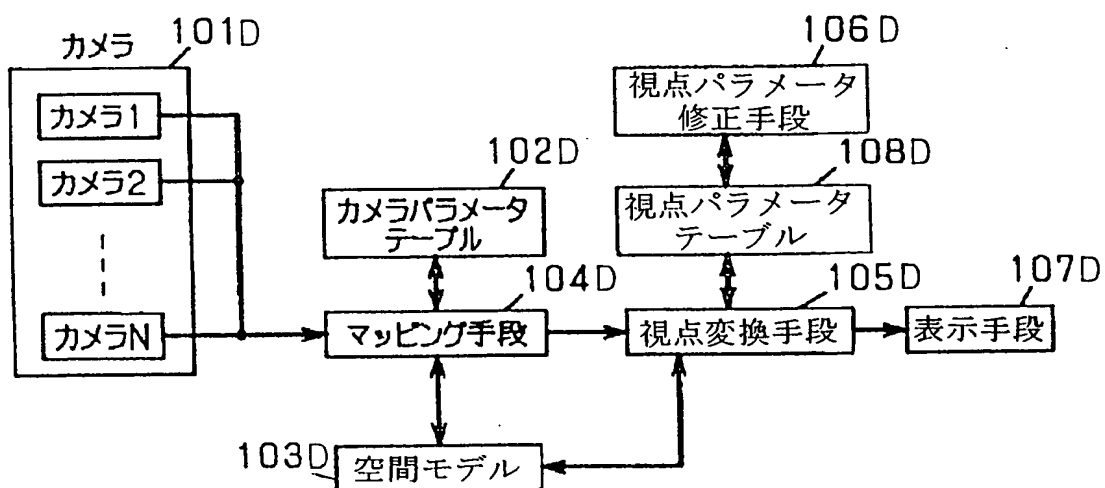 カメラ
101D
カメラ1
カメラ2
カメラN
102D
カメラパラメータ
テーブル
104D
マッピング手段
103D
空間モデル
106D
視点パラメータ
修正手段
108D
視点パラメータ
テーブル
105D
視点変換手段
107D
表示手段